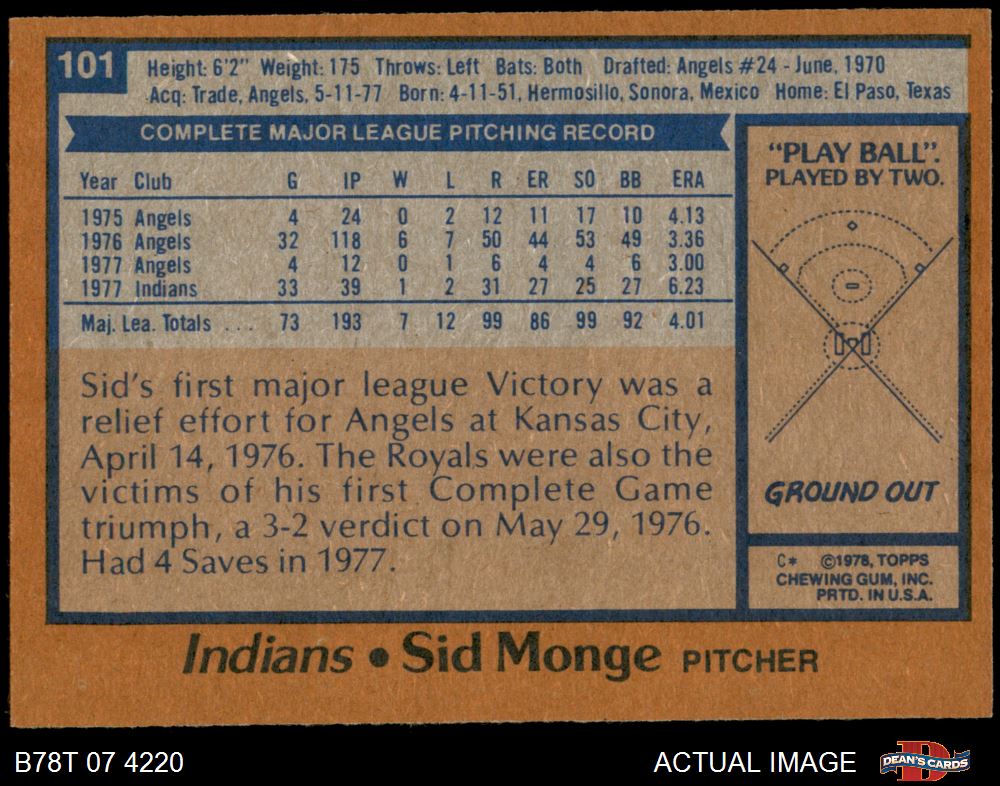 101
Height: 6'2" Weight: 175 Throws: Left Bats: Both Drafted: Angels #24 - June, 1970
Acq: Trade, Angels, 5-11-77 Born: 4-11-51, Hermosillo, Sonora, Mexico Home: El Paso, Texas
COMPLETE MAJOR LEAGUE PITCHING RECORD
Year Club G IP W L R ER SO BB ERA
1975 Angels 4 24 0 2 12 11 17 10 4.13
1976 Angels 32 118 6 7 50 44 53 49 3.36
1977 Angels 4 12 0 1 6 4 4 6 3.00
1977 Indians 33 39 1 2 31 27 25 27 6.23
Maj. Lea. Totals ... 73 193 7 12 99 86 99 92 4.01
Sid's first major league Victory was a
relief effort for Angels at Kansas City,
April 14, 1976. The Royals were also the
victims of his first Complete Game
triumph, a 3-2 verdict on May 29, 1976.
Had 4 Saves in 1977.
"PLAY BALL".
PLAYED BY TWO.
GROUND OUT
C* ©1978, TOPPS
CHEWING GUM, INC.
PRTD. IN U.S.A.
Indians • Sid Monge PITCHER
B78T 07 4220
ACTUAL IMAGE
DEAN'S CARDS